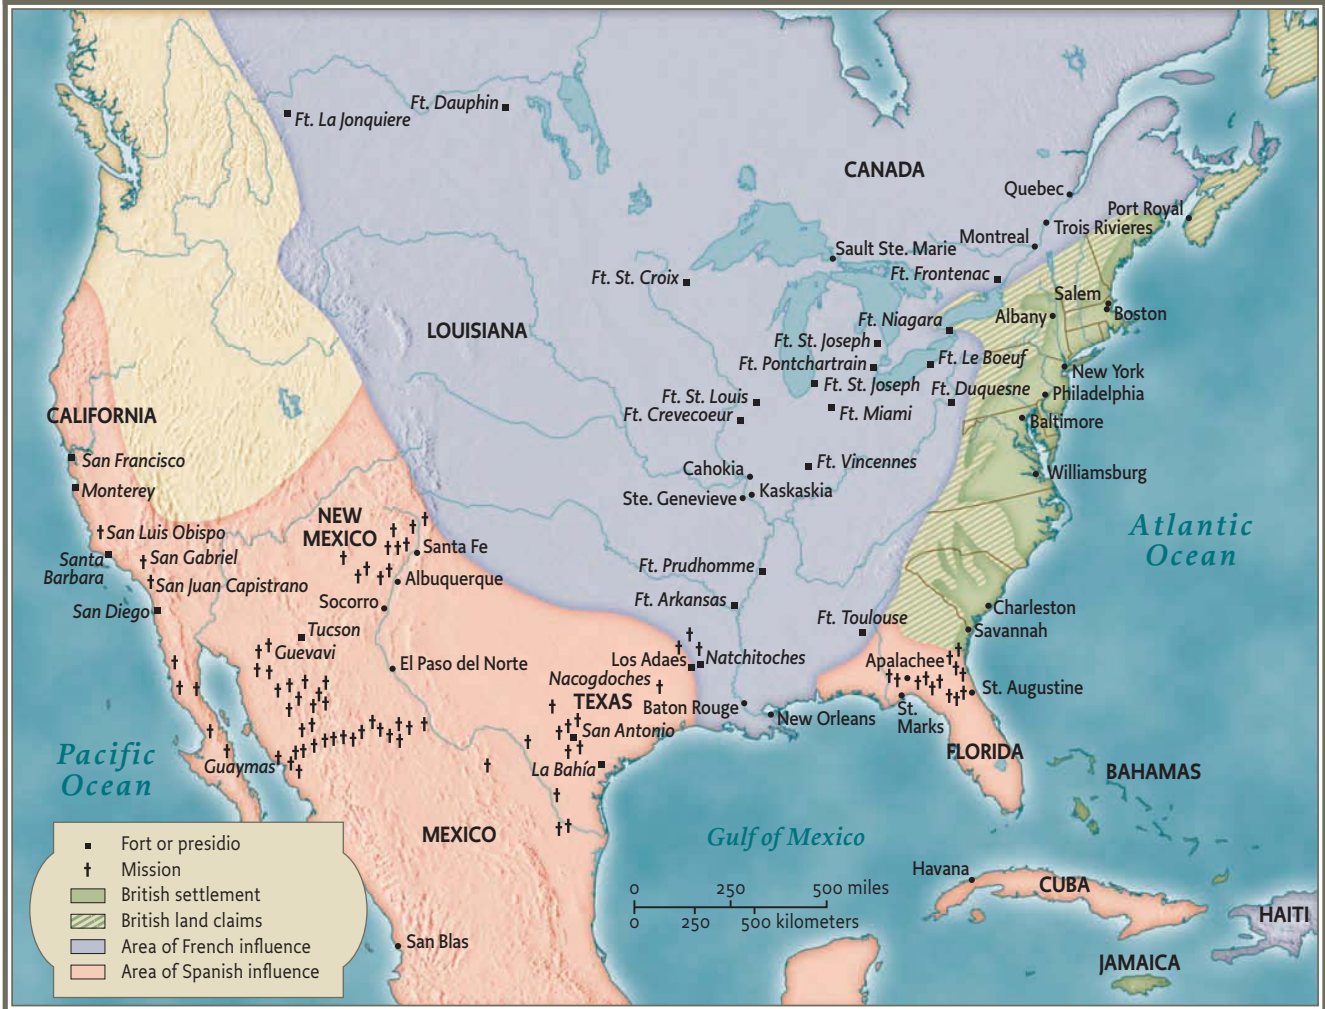 Ft. Dauphin
Ft. La Jonquiere
CANADA
Quebec
Port Royal
Trois Rivieres
Montreal
Sault Ste. Marie
Ft. Frontenac
Ft. St. Croix
Salem
Boston
Albany
Ft. Niagara
LOUISIANA
Ft. St. Joseph
Ft. Le Boeuf
Ft. Pontchartrain
New York
Ft. St. Joseph
Ft. Duquesne
Philadelphia
Ft. St. Louis
Ft. Miami
Ft. Crevecoeur
Baltimore
CALIFORNIA
San Francisco
Ft. Vincennes
Cahokia
Williamsburg
Monterey
Kaskaskia
Ste. Genevieve
NEW
MEXICO
Atlantic
Ocean
San Luis Obispo
Santa Fe
San Gabriel
Santa
Barbara
Ft. Prudhomme
Albuquerque
San Juan Capistrano
Socorro
Ft. Arkansas
San Diego
Charleston
Ft. Toulouse
Tucson
Savannah
Guevavi
El Paso del Norte
Los Adaes
Natchitoches
Apalachee
Nacogdoches
St. Augustine
TEXAS
Baton Rouge
New Orleans
St.
Marks
San Antonio
FLORIDA
Pacific
Ocean
Guaymas
La Bahía
BAHAMAS
MEXICO
Gulf of Mexico
Fort or presidio
Mission
British settlement
British land claims
Area of French influence
Area of Spanish influence
Havana
CUBA
0 250 500 miles
0 250 500 kilometers
HAITI
San Blas
JAMAICA